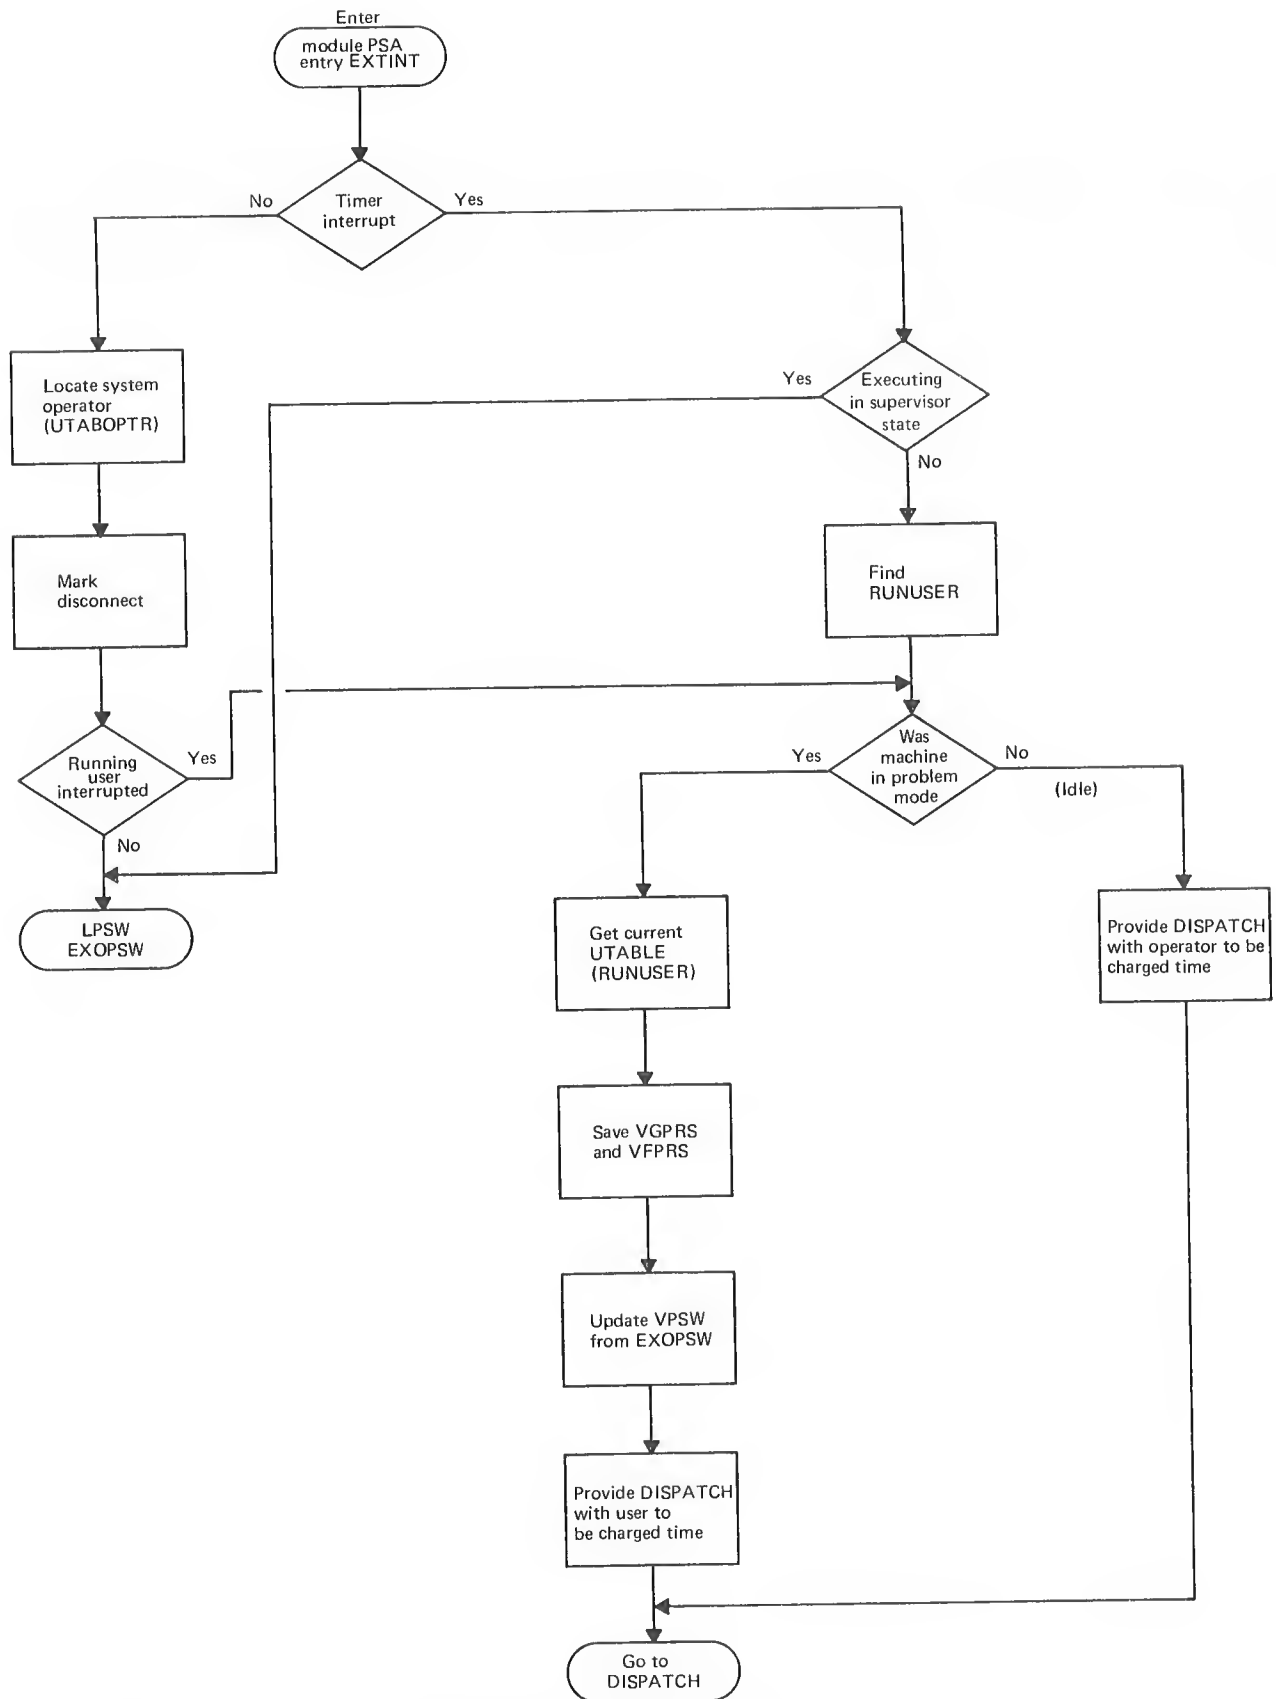 Enter
module PSA
entry EXTINT
No
Timer
interrupt
Yes
Locate system
operator
(UTABOPTR)
Yes
Executing
in supervisor
state
No
Mark
disconnect
Find
RUNUSER
Running
user
interrupted
Yes
No
Yes
Was
machine
in problem
mode
No
(Idle)
LPSW
EXOPSW
Get current
UTABLE
(RUNUSER)
Provide DISPATCH
with operator to be
charged time
Save VGPRS
and VFPRS
Update VPSW
from EXOPSW
Provide DISPATCH
with user to
be charged time
Go to
DISPATCH